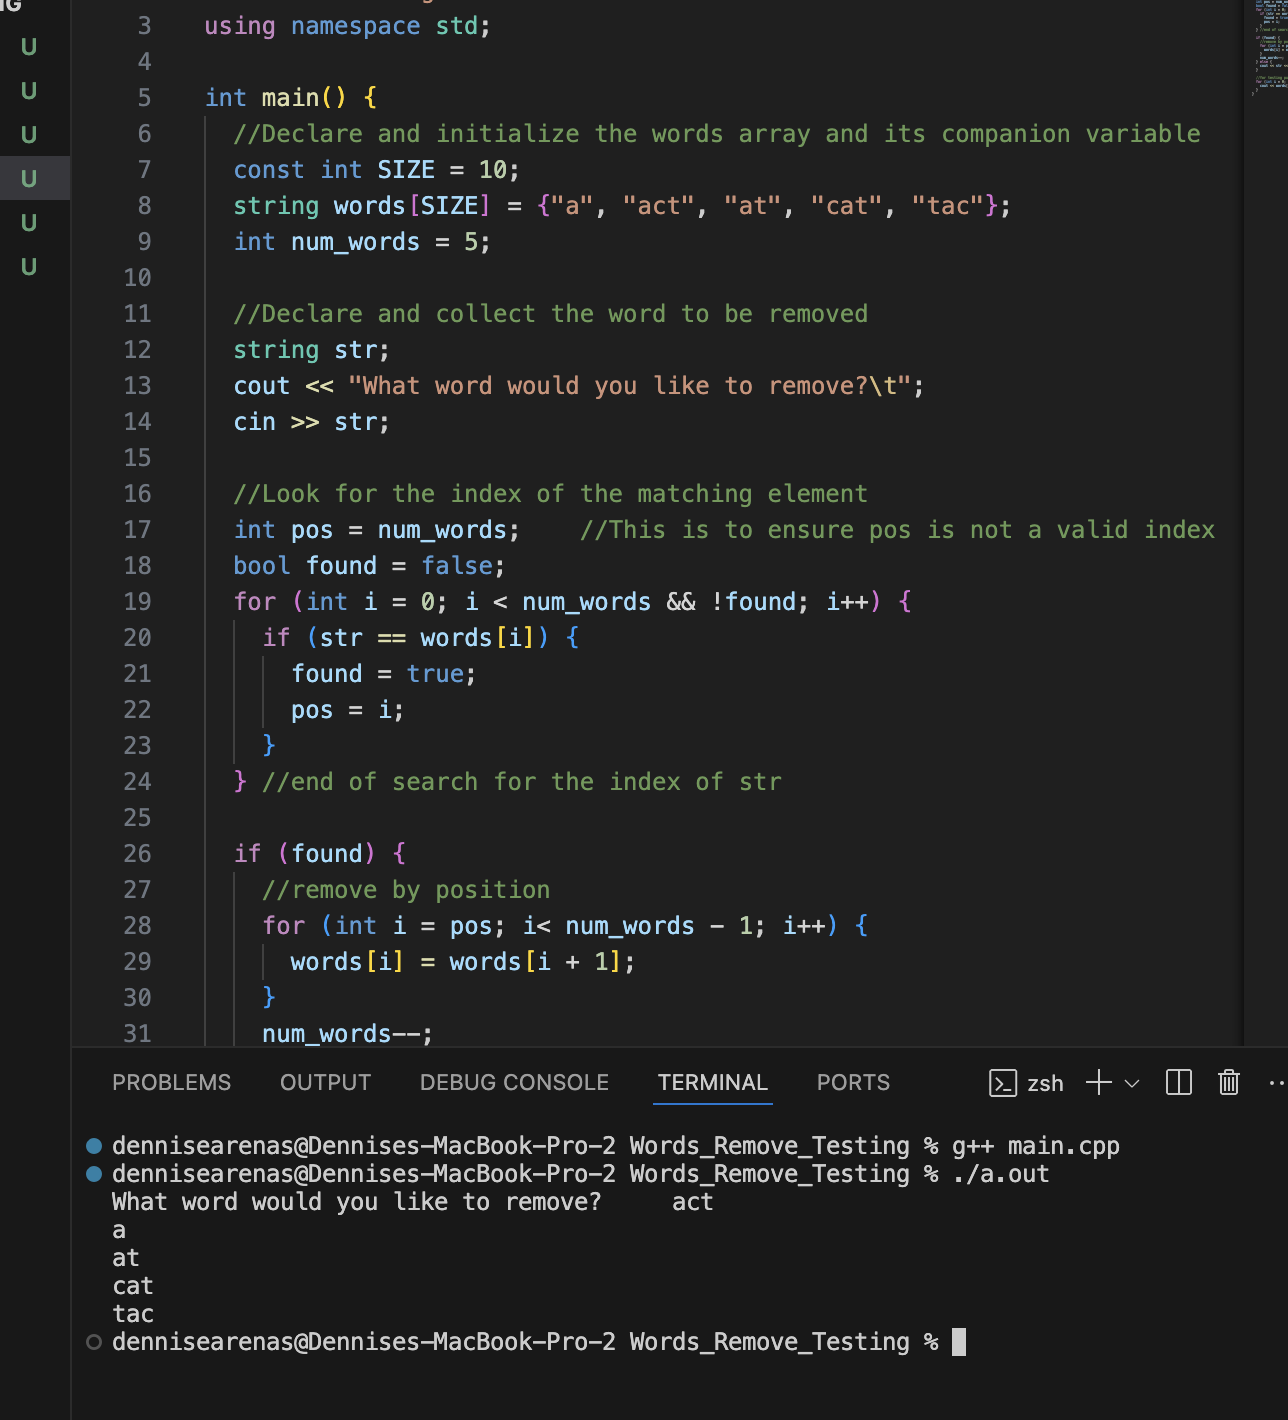 G
U
U
U
U
U
U
3 using namespace std;
4
5 int main() {
6 //Declare and initialize the words array and its companion variable
7 const int SIZE = 10;
8 string words[SIZE] = {"a", "act", "at", "cat", "tac"};
9 int num_words = 5;
10
11 //Declare and collect the word to be removed
12 string str;
13 cout << "What word would you like to remove?\t";
14 cin >> str;
15
16 //Look for the index of the matching element
17 int pos = num_words;    //This is to ensure pos is not a valid index
18 bool found = false;
19 for (int i = 0; i < num_words && !found; i++) {
20 if (str == words[i]) {
21 found = true;
22 pos = i;
23 }
24 } //end of search for the index of str
25
26 if (found) {
27 //remove by position
28 for (int i = pos; i< num_words - 1; i++) {
29 words[i] = words[i + 1];
30 }
31 num_words--;
PROBLEMS OUTPUT DEBUG CONSOLE TERMINAL PORTS zsh
dennisearenas@Dennises-MacBook-Pro-2 Words_Remove_Testing % g++ main.cpp
dennisearenas@Dennises-MacBook-Pro-2 Words_Remove_Testing % ./a.out
What word would you like to remove?     act
a
at
cat
tac
dennisearenas@Dennises-MacBook-Pro-2 Words_Remove_Testing %